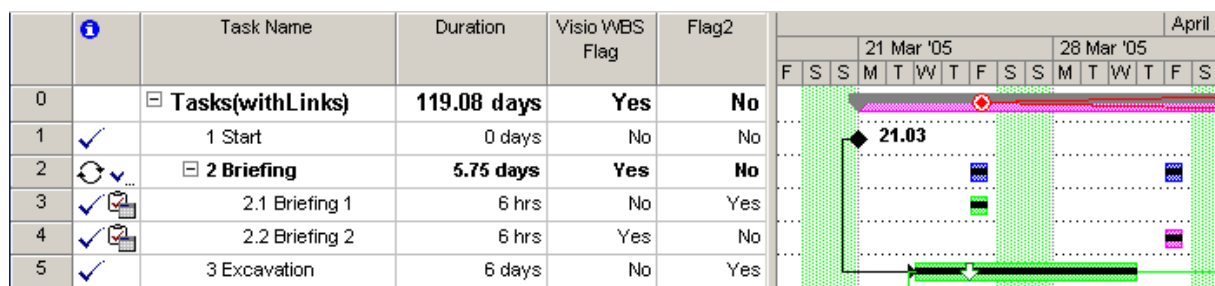 Task Name Duration Visio WBS Flag Flag2 April
21 Mar '05 28 Mar '05
F S S M T W T F S S M T W T F S
0 Tasks(withLinks) 119.08 days Yes No
1 1 Start 0 days No No 21.03
2 2 Briefing 5.75 days Yes No
3 2.1 Briefing 1 6 hrs No Yes
4 2.2 Briefing 2 6 hrs Yes No
5 3 Excavation 6 days No Yes